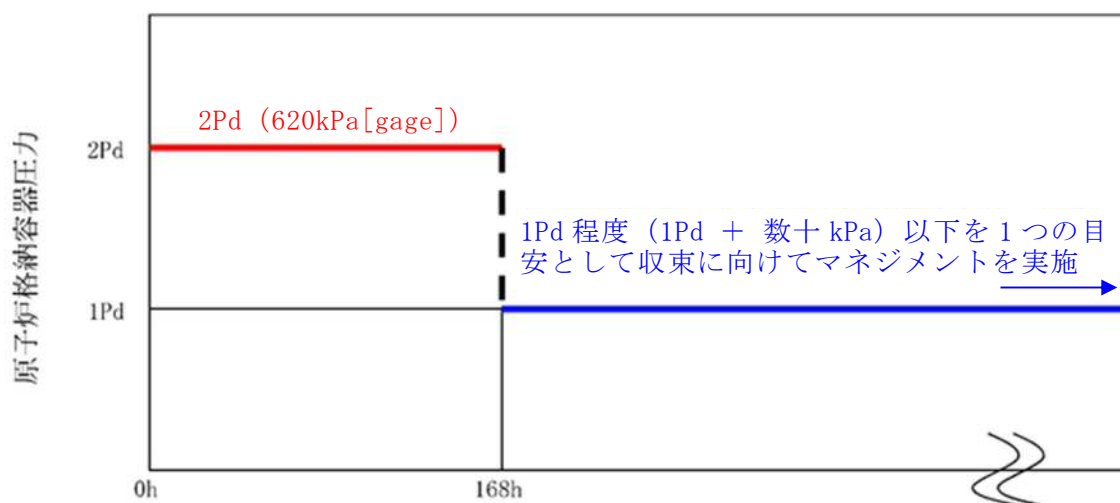 原子炉格納容器圧力
2Pd (620kPa[gage])
2Pd
1Pd 程度 (1Pd + 数十 kPa) 以下を 1 つの目
安として収束に向けてマネジメントを実施
1Pd
0h
168h